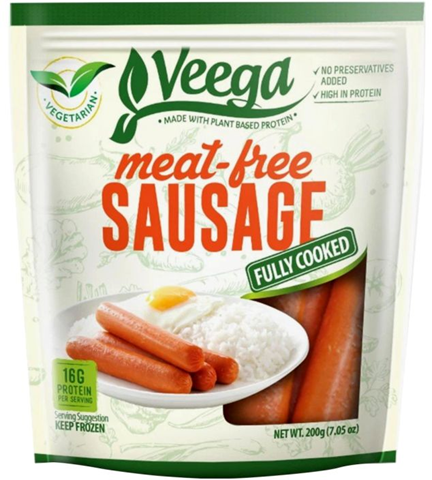 Veega
• MADE WITH PLANT BASED PROTEIN •
• VEGETARIAN •
✓ NO PRESERVATIVES
ADDED
✓ HIGH IN PROTEIN
meat-free
SAUSAGE
FULLY COOKED
16G
PROTEIN
PER SERVING
Serving Suggestion
KEEP FROZEN
NET WT. 200g (7.05 oz)